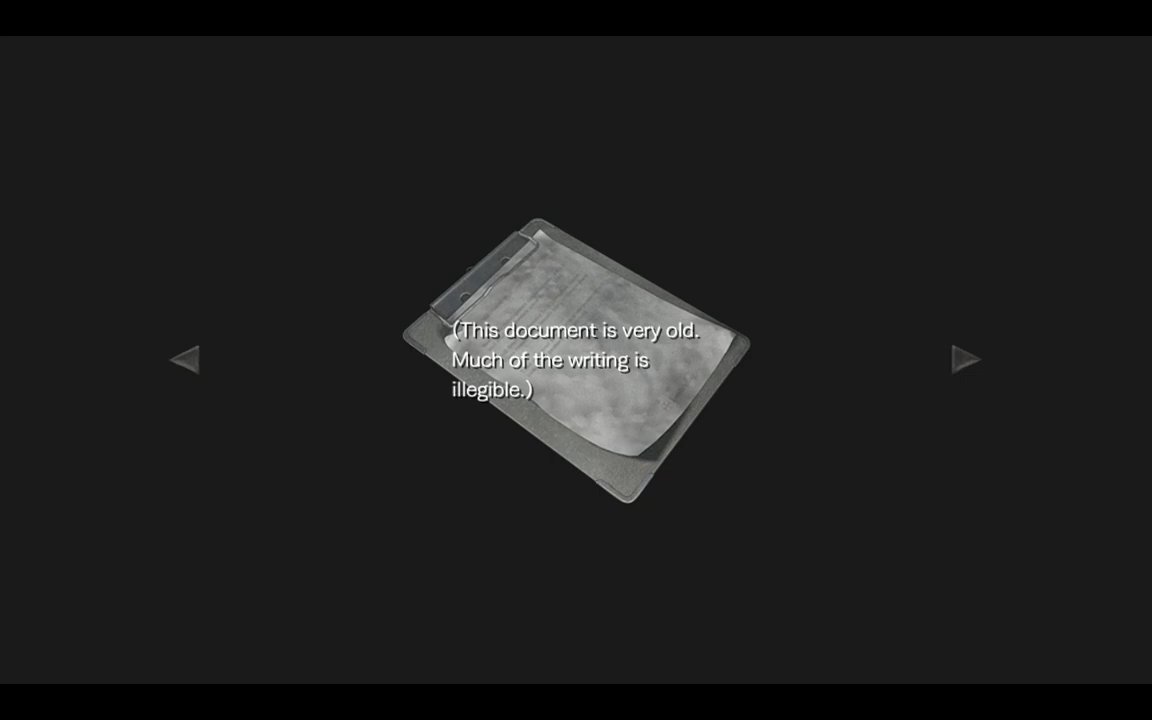 (This document is very old.
Much of the writing is
illegible.)